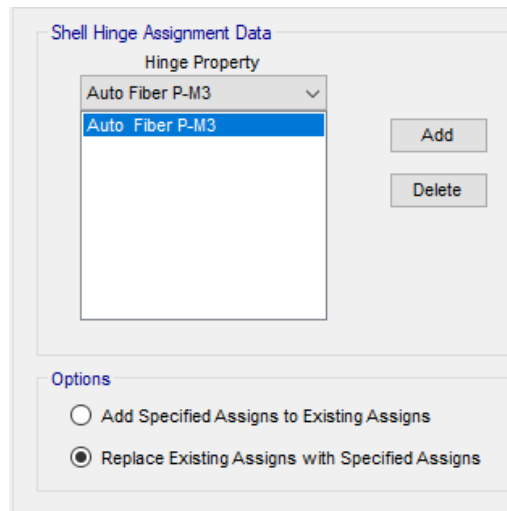 Shell Hinge Assignment Data
Hinge Property
Auto Fiber P-M3
Auto Fiber P-M3
Add
Delete
Options
Add Specified Assigns to Existing Assigns
Replace Existing Assigns with Specified Assigns